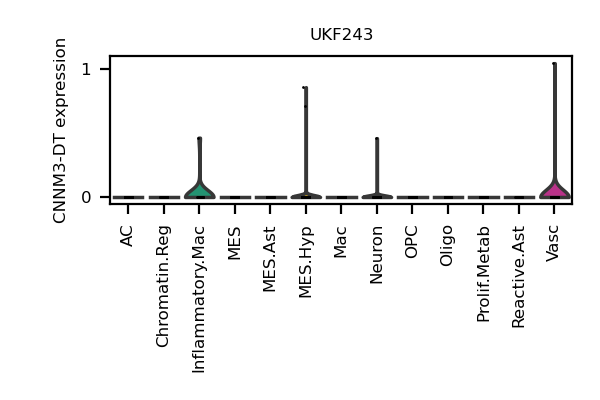 UKF243
CNNM3-DT expression
1
0
AC
Chromatin.Reg
Inflammatory.Mac
MES
MES.Ast
MES.Hyp
Mac
Neuron
OPC
Oligo
Prolif.Metab
Reactive.Ast
Vasc